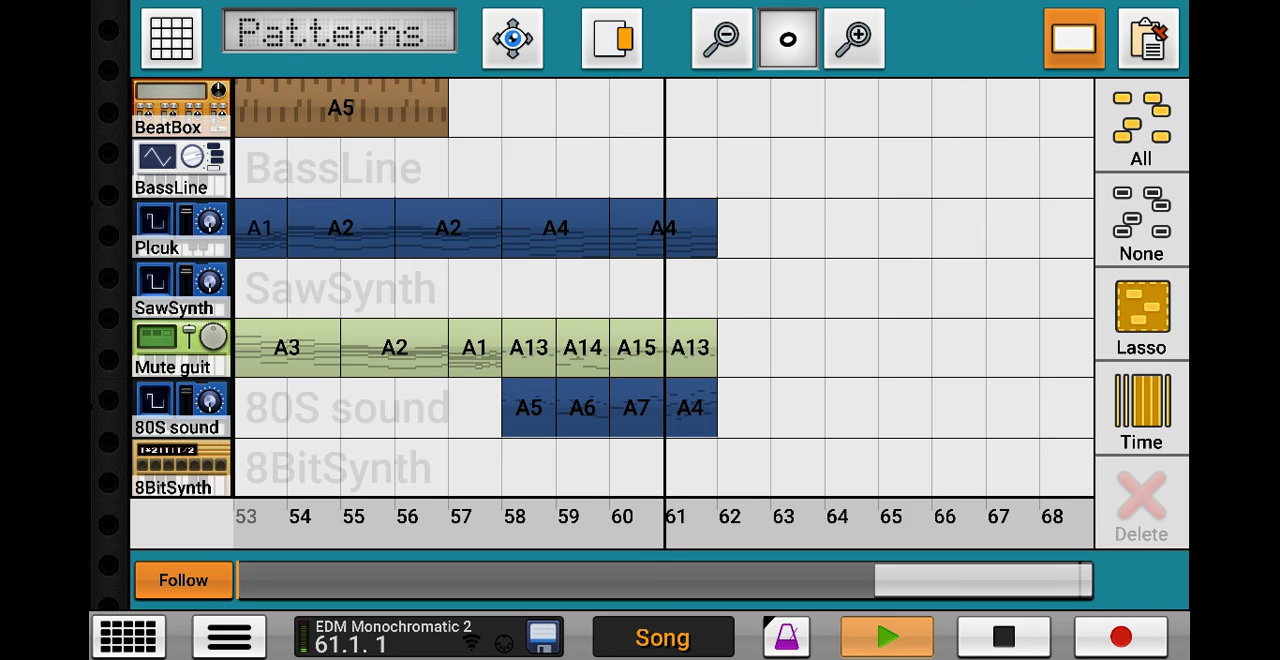 Patterns
BeatBox A5
BassLine BassLine
Plcuk A1 A2 A2 A4 A4
SawSynth SawSynth
Mute guit A3 A2 A1 A13 A14 A15 A13
80S sound 80S sound A5 A6 A7 A4
8BitSynth 8BitSynth
53 54 55 56 57 58 59 60 61 62 63 64 65 66 67 68
All
None
Lasso
Time
Delete
Follow
EDM Monochromatic 2
61.1. 1
Song